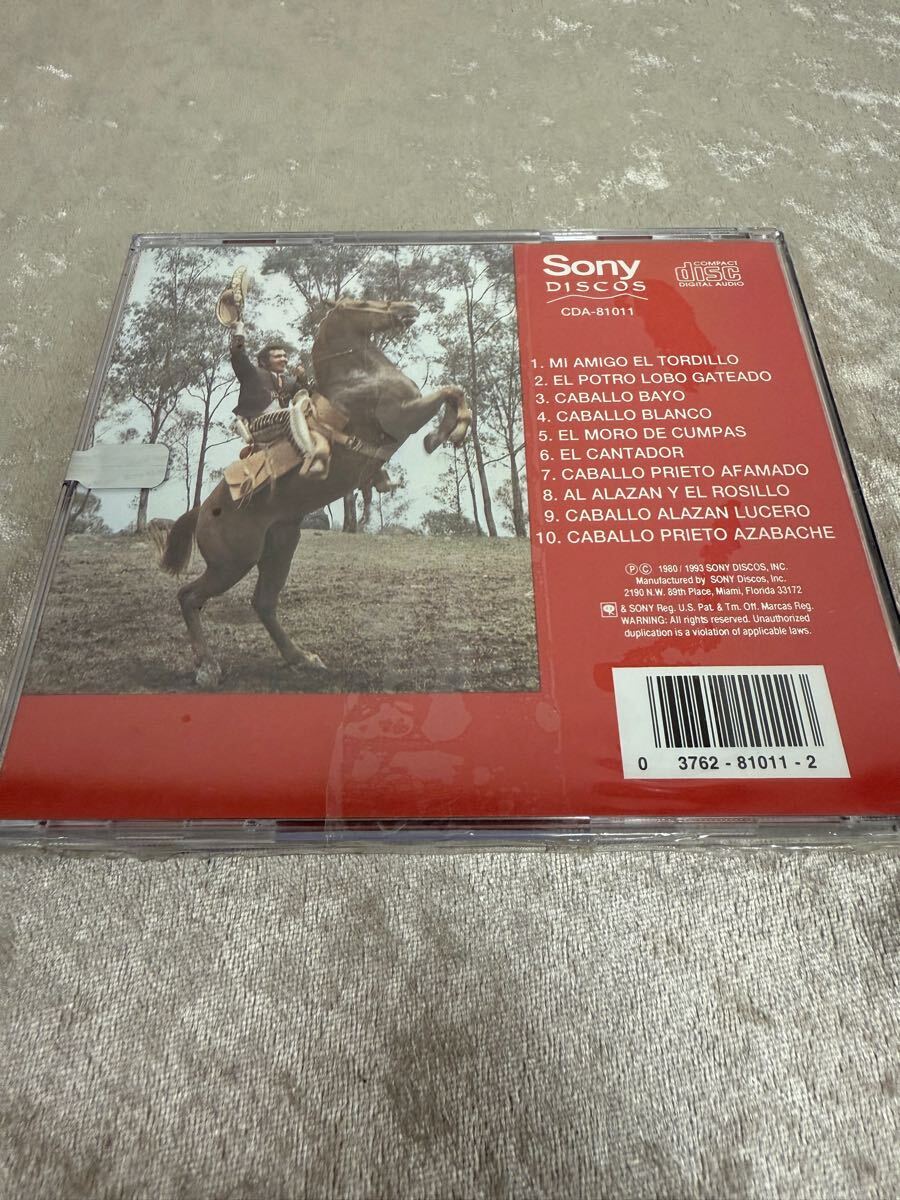 Sony
DISCOS
CDA-81011
COMPACT
disc
DIGITAL AUDIO
1. MI AMIGO EL TORDILLO
2. EL POTRO LOBO GATEADO
3. CABALLO BAYO
4. CABALLO BLANCO
5. EL MORO DE CUMPAS
6. EL CANTADOR
7. CABALLO PRIETO AFAMADO
8. AL ALAZAN Y EL ROSILLO
9. CABALLO ALAZAN LUCERO
10. CABALLO PRIETO AZABACHE
Ⓟ© 1980 / 1993 SONY DISCOS, INC.
Manufactured by SONY Discos, Inc.
2190 N.W. 89th Place, Miami, Florida 33172
& SONY Reg. U.S. Pat. & Tm. Off. Marcas Reg.
WARNING: All rights reserved. Unauthorized
duplication is a violation of applicable laws.
0 3762 - 81011 - 2